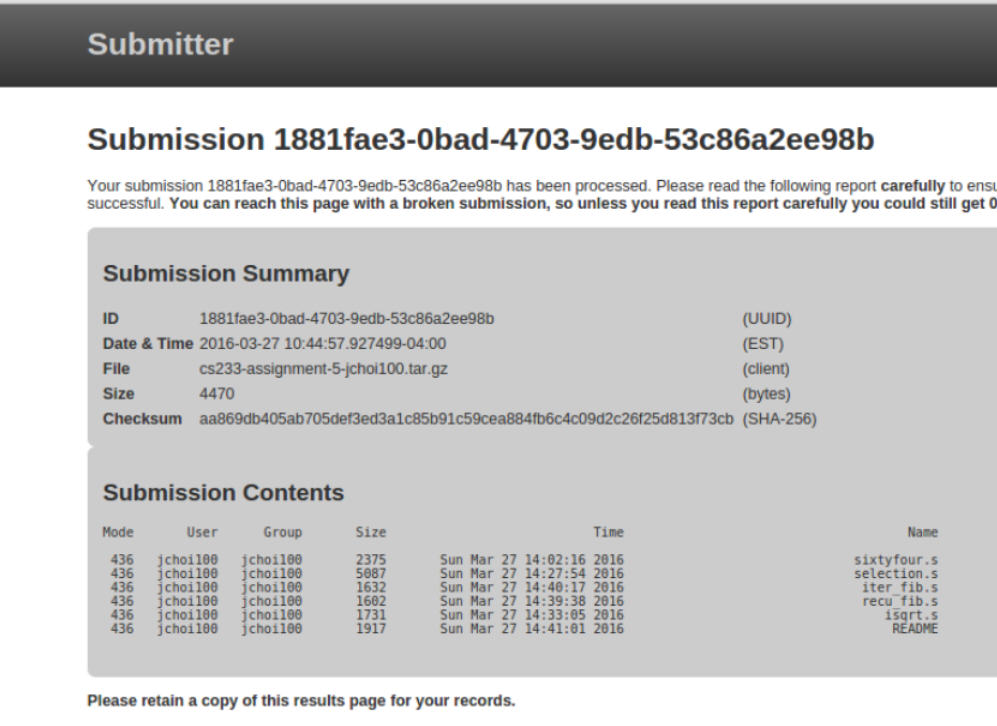 Submitter
Submission 1881fae3-0bad-4703-9edb-53c86a2ee98b
Your submission 1881fae3-0bad-4703-9edb-53c86a2ee98b has been processed. Please read the following report carefully to
successful. You can reach this page with a broken submission, so unless you read this report carefully you could still get 0
Submission Summary
ID 1881fae3-0bad-4703-9edb-53c86a2ee98b (UUID)
Date & Time 2016-03-27 10:44:57.927499-04:00 (EST)
File cs233-assignment-5-jchoi100.tar.gz (client)
Size 4470 (bytes)
Checksum aa869db405ab705def3ed3a1c85b91c59cea884fb6c4c09d2c26f25d813f73cb (SHA-256)
Submission Contents
Mode User Group Size Time Name
436 jchoi100 jchoi100 2375 Sun Mar 27 14:02:16 2016 sixtyfour.s
436 jchoi100 jchoi100 5087 Sun Mar 27 14:27:54 2016 selection.s
436 jchoi100 jchoi100 1632 Sun Mar 27 14:40:17 2016 iter_fib.s
436 jchoi100 jchoi100 1602 Sun Mar 27 14:39:38 2016 recu_fib.s
436 jchoi100 jchoi100 1731 Sun Mar 27 14:33:05 2016 isqrt.s
436 jchoi100 jchoi100 1917 Sun Mar 27 14:41:01 2016 README
Please retain a copy of this results page for your records.